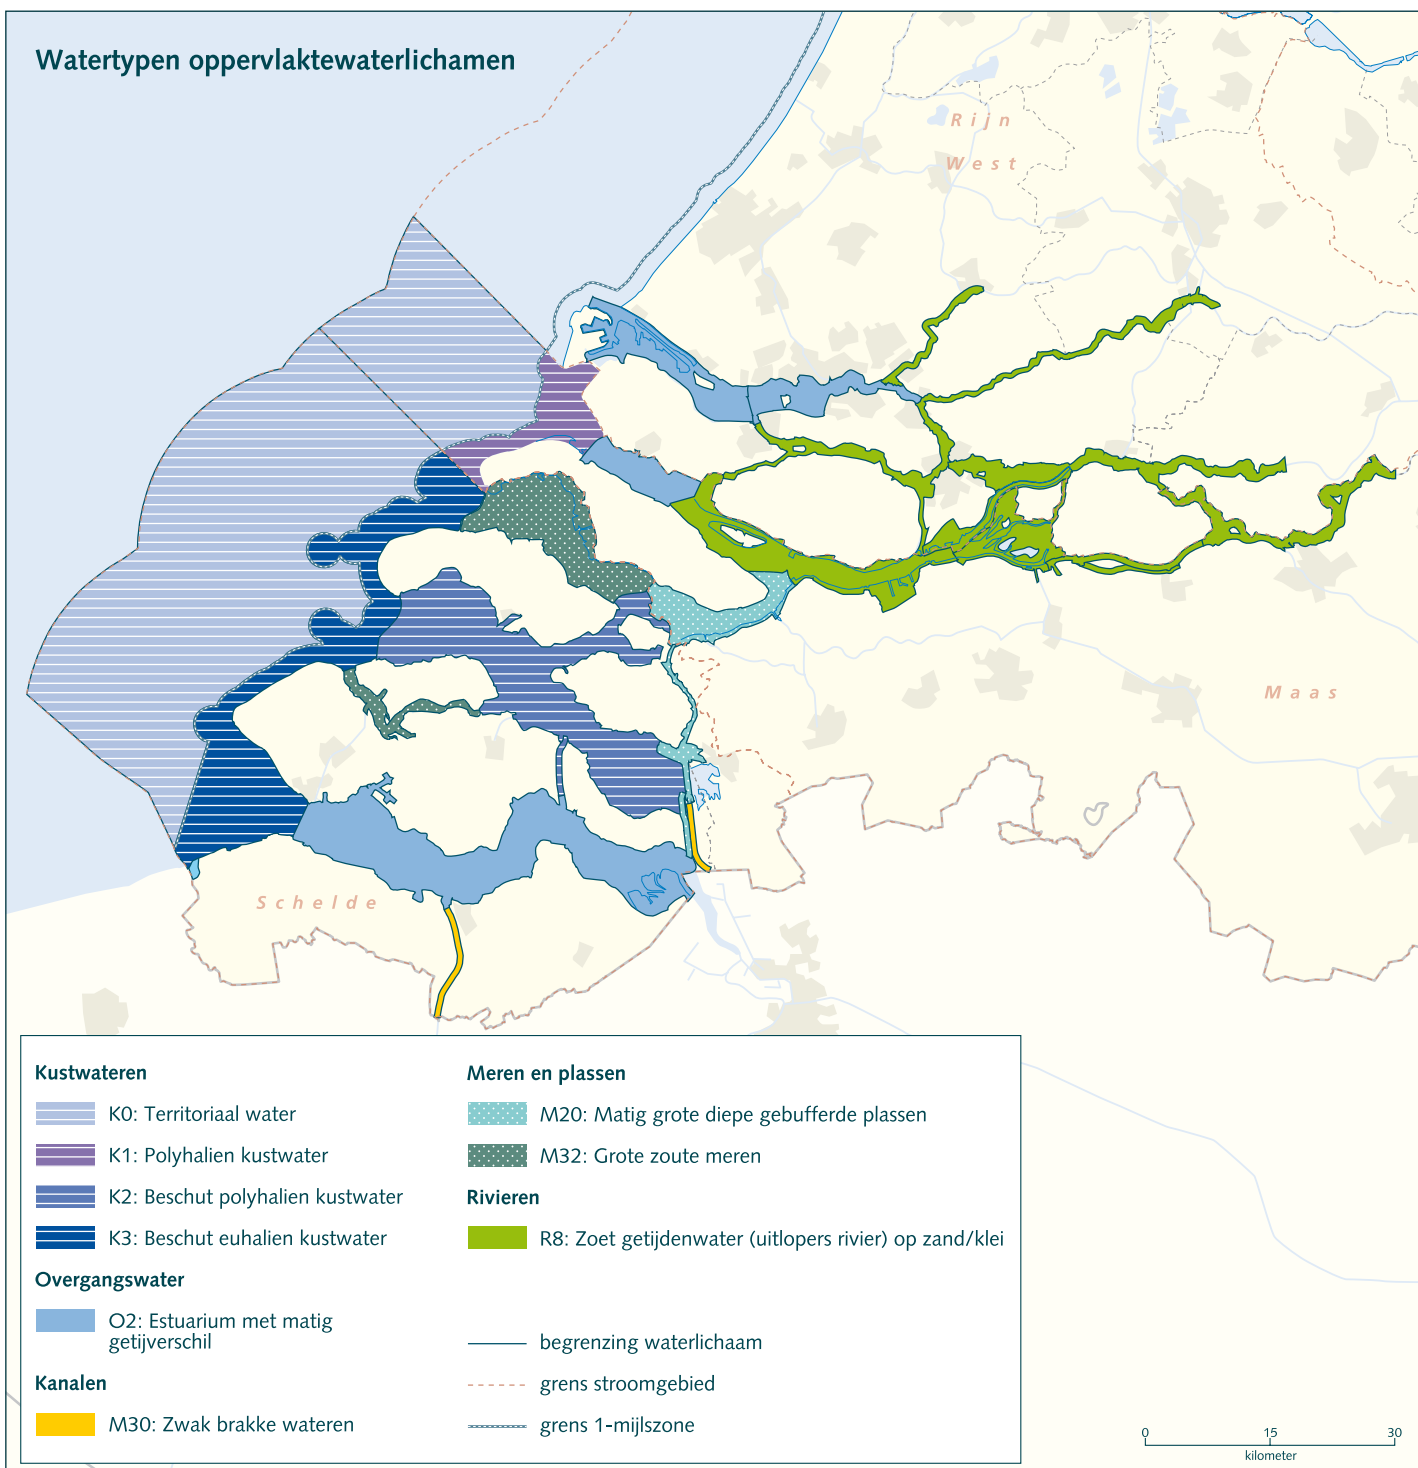 Watertypen oppervlaktewaterlichamen
Rijn
West
Maas
Schelde
Kustwateren
K0: Territoriaal water
K1: Polyhalien kustwater
K2: Beschut polyhalien kustwater
K3: Beschut euhalien kustwater
Overgangswater
O2: Estuarium met matig
getijverschil
Kanalen
M30: Zwak brakke wateren
Meren en plassen
M20: Matig grote diepe gebufferde plassen
M32: Grote zoute meren
Rivieren
R8: Zoet getijdenwater (uitlopers rivier) op zand/klei
begrenzing waterlichaam
grens stroomgebied
grens 1-mijlszone
0 15 30
kilometer